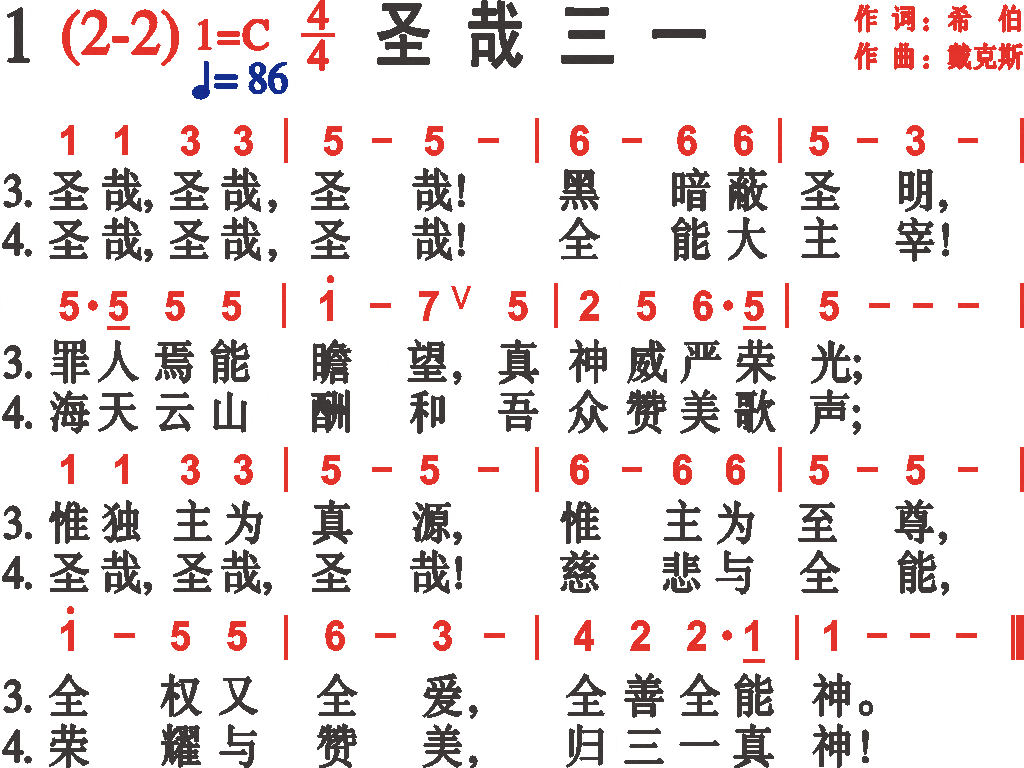 1 (2-2) 1=C 4/4 圣哉三一 作词：希 伯
♩= 86 作曲：戴克斯
1 1 3 3 | 5 – 5 – | 6 – 6 6 | 5 – 3 – |
3. 圣哉, 圣哉, 圣 哉! 黑 暗蔽圣 明,
4. 圣哉, 圣哉, 圣 哉! 全 能大主 宰!
5·5 5 5 | i – 7 V 5 | 2 5 6·5 | 5 – – – |
3. 罪人焉能 瞻 望, 真 神威严荣 光;
4. 海天云山 酬 和 吾 众赞美歌 声;
1 1 3 3 | 5 – 5 – | 6 – 6 6 | 5 – 5 – |
3. 惟独 主为 真 源, 惟 主为 至 尊,
4. 圣哉, 圣哉, 圣 哉! 慈 悲与 全 能,
i – 5 5 | 6 – 3 – | 4 2 2·1 | 1 – – – ‖
3. 全 权又 全 爱, 全善全能 神。
4. 荣 耀与 赞 美, 归三一真 神!